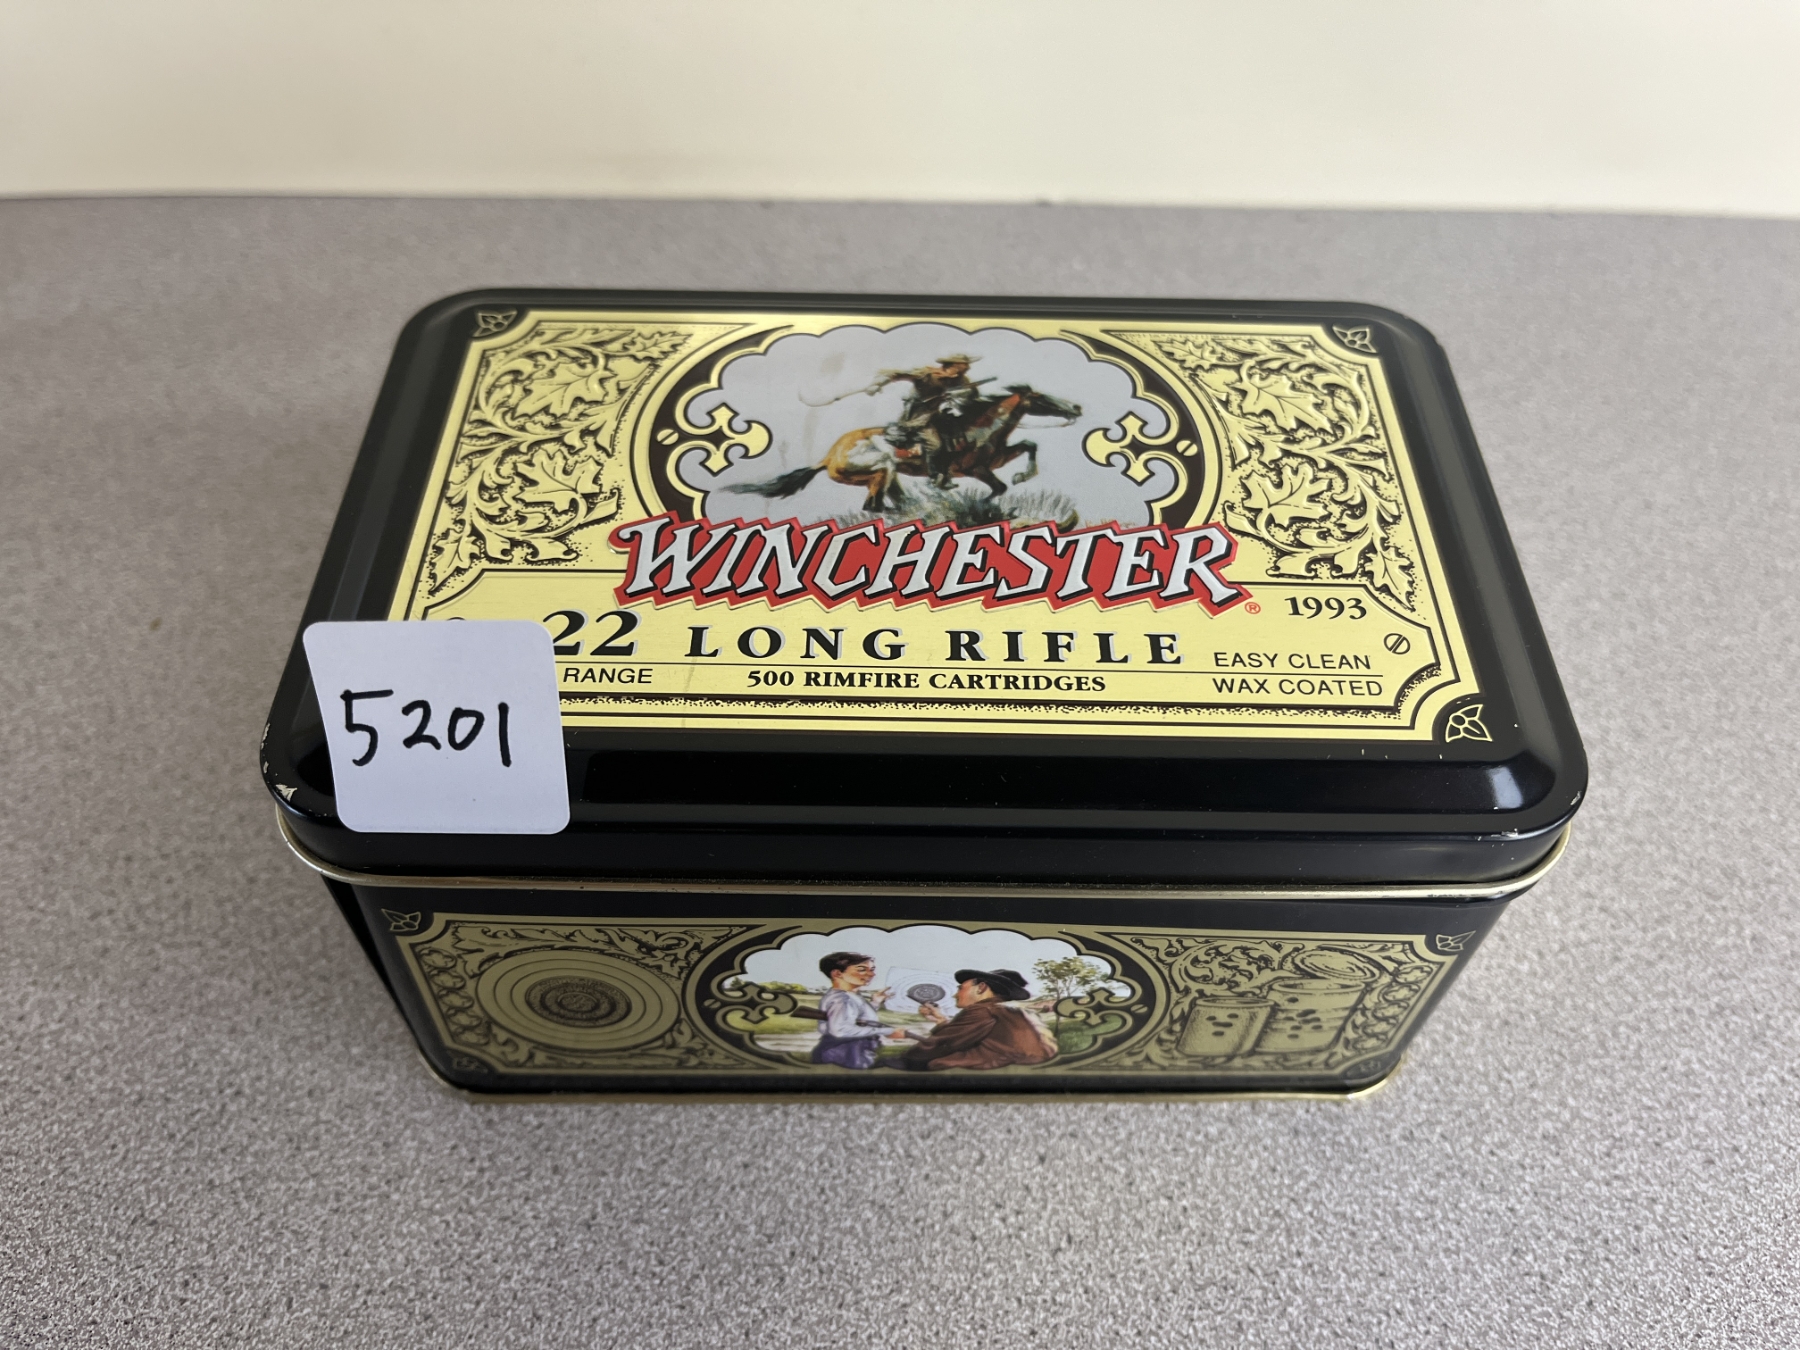 WINCHESTER®
1993
22 LONG RIFLE
RANGE
500 RIMFIRE CARTRIDGES
EASY CLEAN
WAX COATED
5201